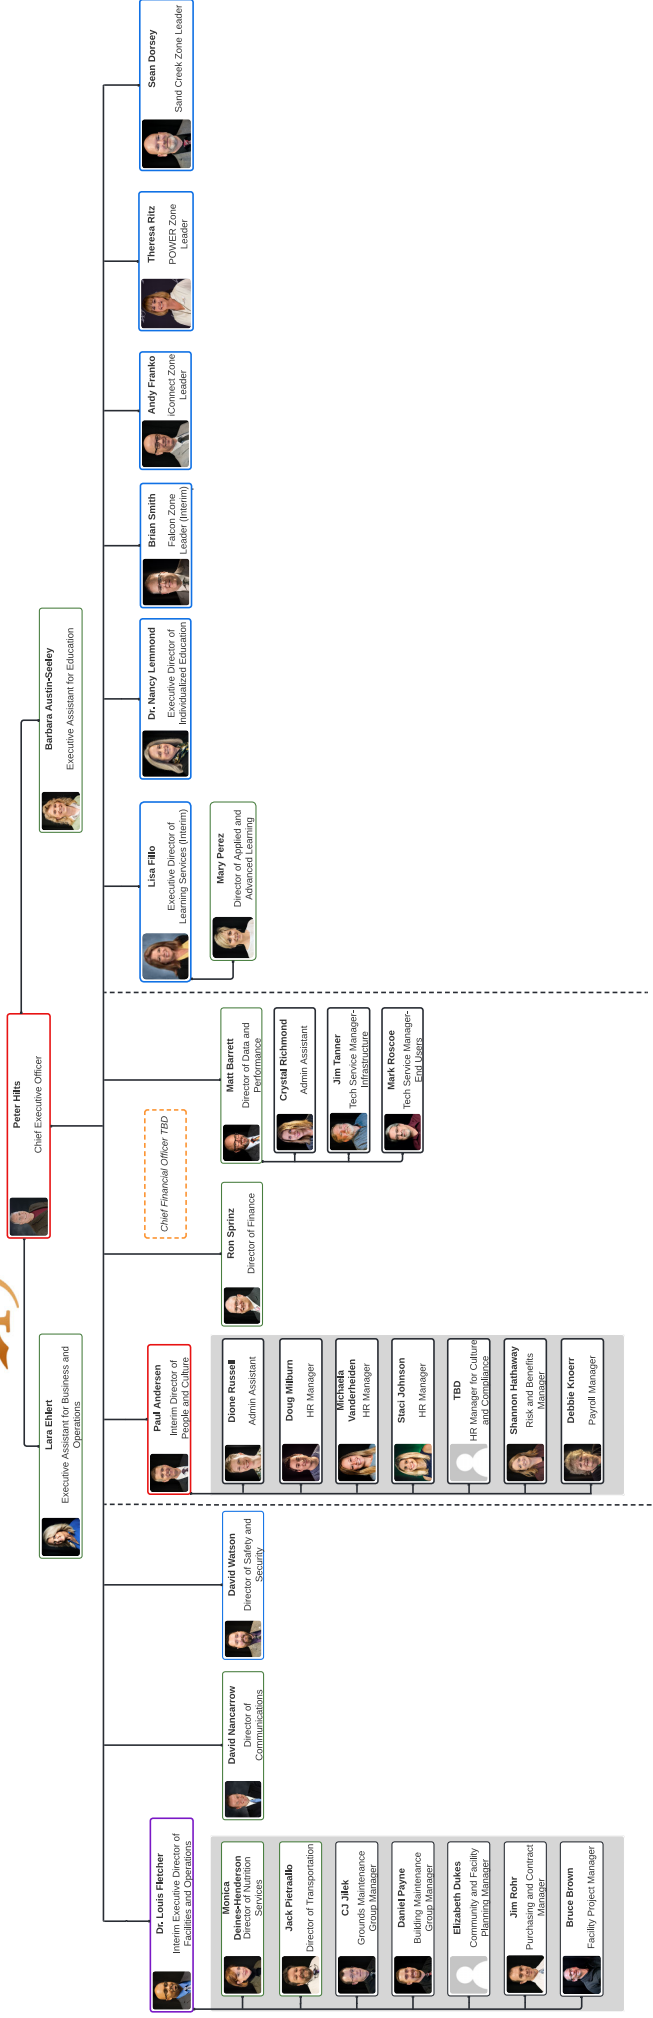 Peter Hilts
Chief Executive Officer
Lara Ehlert
Executive Assistant for Business and
Operations
Barbara Austin-Seeley
Executive Assistant for Education
Dr. Louis Fletcher
Interim Executive Director of
Facilities and Operations
Monica
Deines-Henderson
Director of Nutrition
Services
Jack Pietraallo
Director of Transportation
CJ Jilek
Grounds Maintenance
Group Manager
Daniel Payne
Building Maintenance
Group Manager
Elizabeth Dukes
Community and Facility
Planning Manager
Jim Rohr
Purchasing and Contract
Manager
Bruce Brown
Facility Project Manager
David Nancarrow
Director of
Communications
David Watson
Director of Safety and
Security
Paul Andersen
Interim Director of
People and Culture
Dione Russell
Admin Assistant
Doug Milburn
HR Manager
Michaela
Vanderheiden
HR Manager
Staci Johnson
HR Manager
TBD
HR Manager for Culture
and Compliance
Shannon Hathaway
Risk and Benefits
Manager
Debbie Knoerr
Payroll Manager
Chief Financial Officer TBD
Ron Sprinz
Director of Finance
Matt Barrett
Director of Data and
Performance
Crystal Richmond
Admin Assistant
Jim Tanner
Tech Service Manager-
Infrastructure
Mark Roscoe
Tech Service Manager-
End Users
Lisa Fillo
Executive Director of
Learning Services (Interim)
Mary Perez
Director of Applied and
Advanced Learning
Dr. Nancy Lemmond
Executive Director of
Individualized Education
Brian Smith
Falcon Zone
Leader (Interim)
Andy Franko
iConnect Zone
Leader
Theresa Ritz
POWER Zone
Leader
Sean Dorsey
Sand Creek Zone Leader